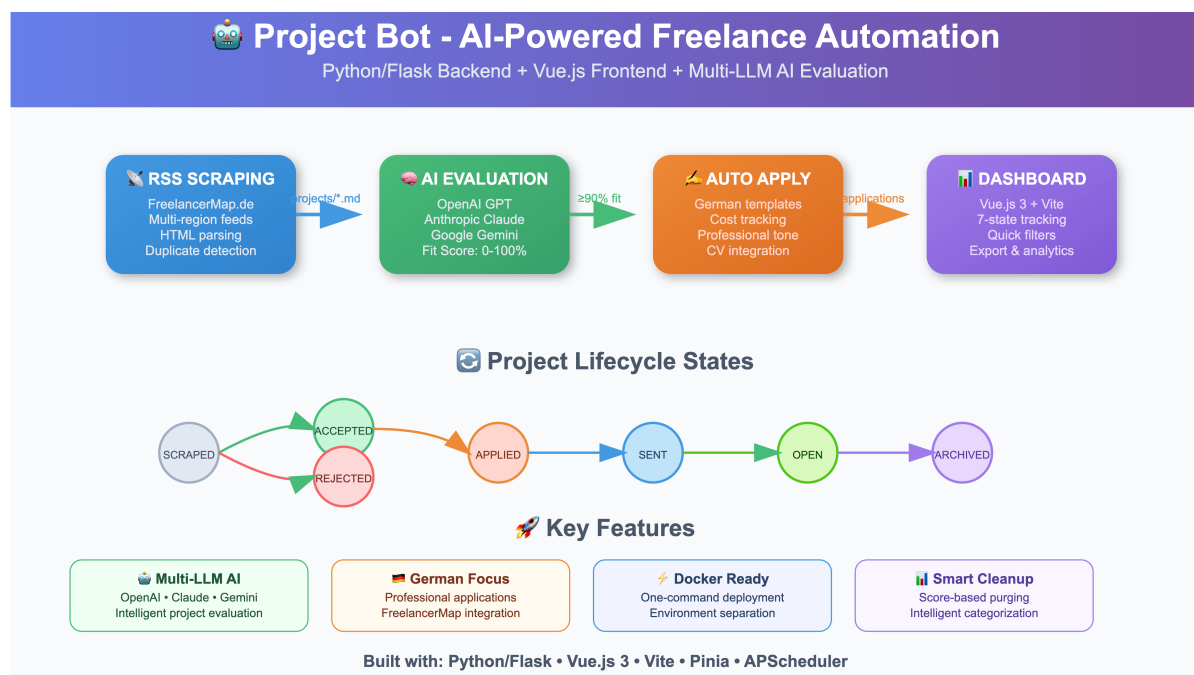 🤖 Project Bot - AI-Powered Freelance Automation
Python/Flask Backend + Vue.js Frontend + Multi-LLM AI Evaluation
📡 RSS SCRAPING
FreelancerMap.de
Multi-region feeds
HTML parsing
Duplicate detection
projects/*.md
🧠 AI EVALUATION
OpenAI GPT
Anthropic Claude
Google Gemini
Fit Score: 0-100%
≥90% fit
✍️ AUTO APPLY
German templates
Cost tracking
Professional tone
CV integration
applications
📊 DASHBOARD
Vue.js 3 + Vite
7-state tracking
Quick filters
Export & analytics
🔄 Project Lifecycle States
SCRAPED
ACCEPTED
REJECTED
APPLIED
SENT
OPEN
ARCHIVED
🚀 Key Features
🤖 Multi-LLM AI
OpenAI • Claude • Gemini
Intelligent project evaluation
🇩🇪 German Focus
Professional applications
FreelancerMap integration
⚡ Docker Ready
One-command deployment
Environment separation
📊 Smart Cleanup
Score-based purging
Intelligent categorization
Built with: Python/Flask • Vue.js 3 • Vite • Pinia • APScheduler